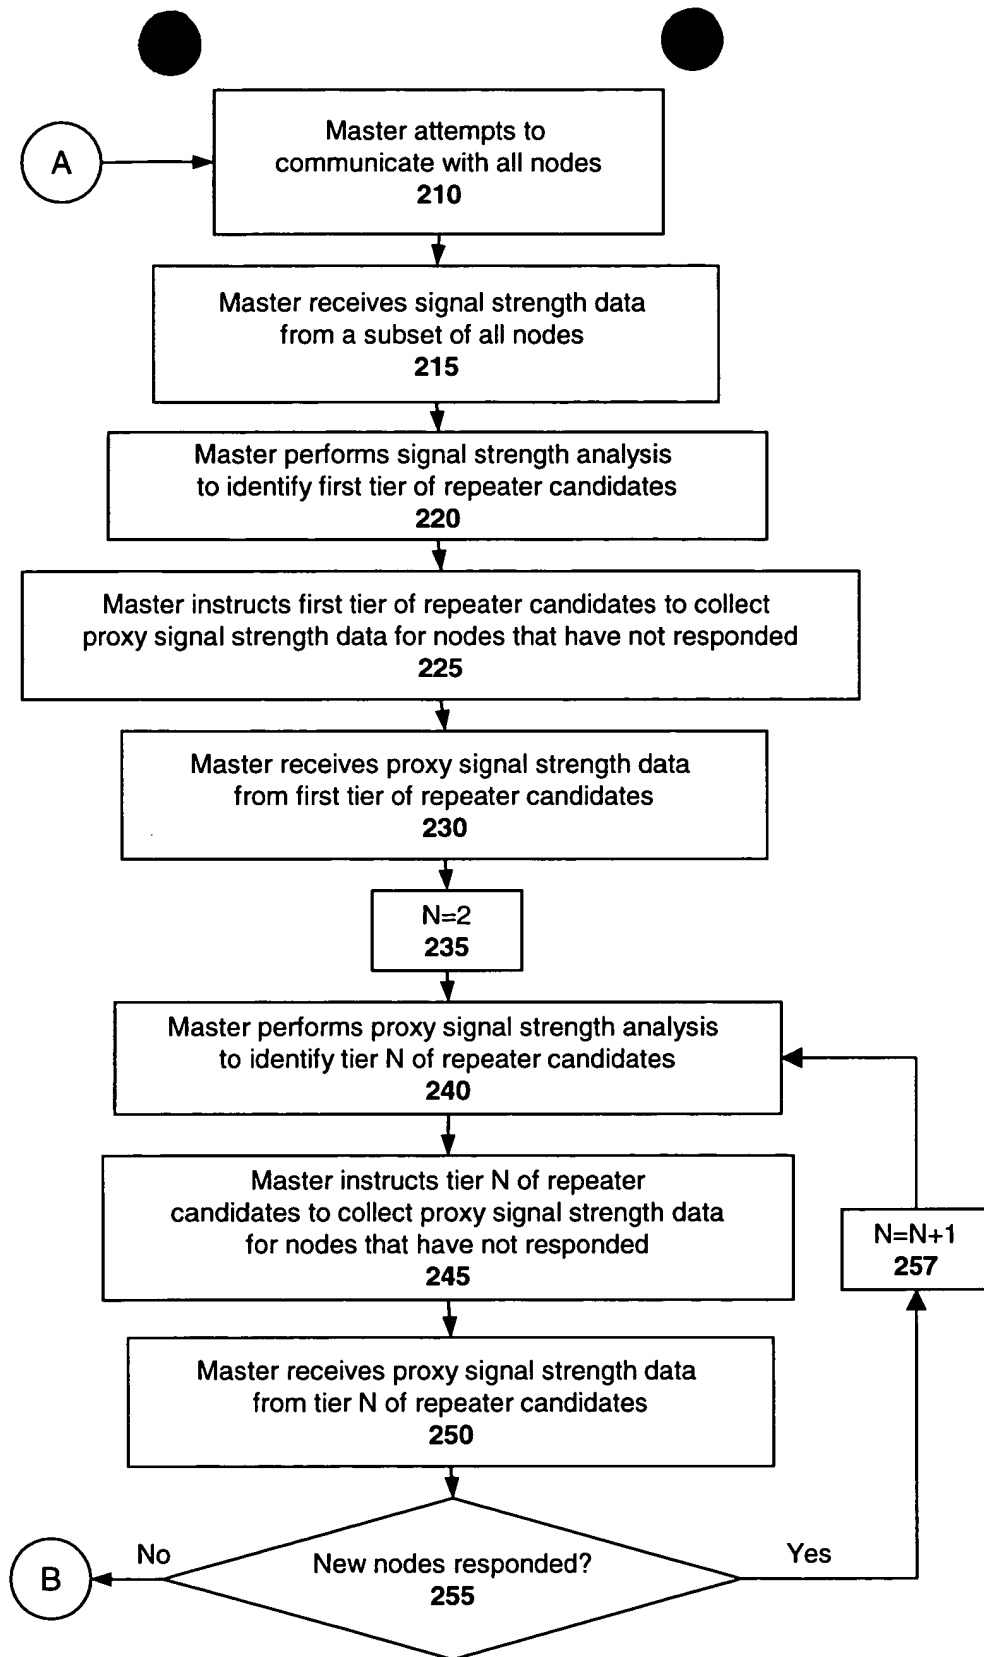 A
Master attempts to
communicate with all nodes
210
Master receives signal strength data
from a subset of all nodes
215
Master performs signal strength analysis
to identify first tier of repeater candidates
220
Master instructs first tier of repeater candidates to collect
proxy signal strength data for nodes that have not responded
225
Master receives proxy signal strength data
from first tier of repeater candidates
230
N=2
235
Master performs proxy signal strength analysis
to identify tier N of repeater candidates
240
Master instructs tier N of repeater
candidates to collect proxy signal strength data
for nodes that have not responded
245
N=N+1
257
Master receives proxy signal strength data
from tier N of repeater candidates
250
New nodes responded?
255
No
Yes
B